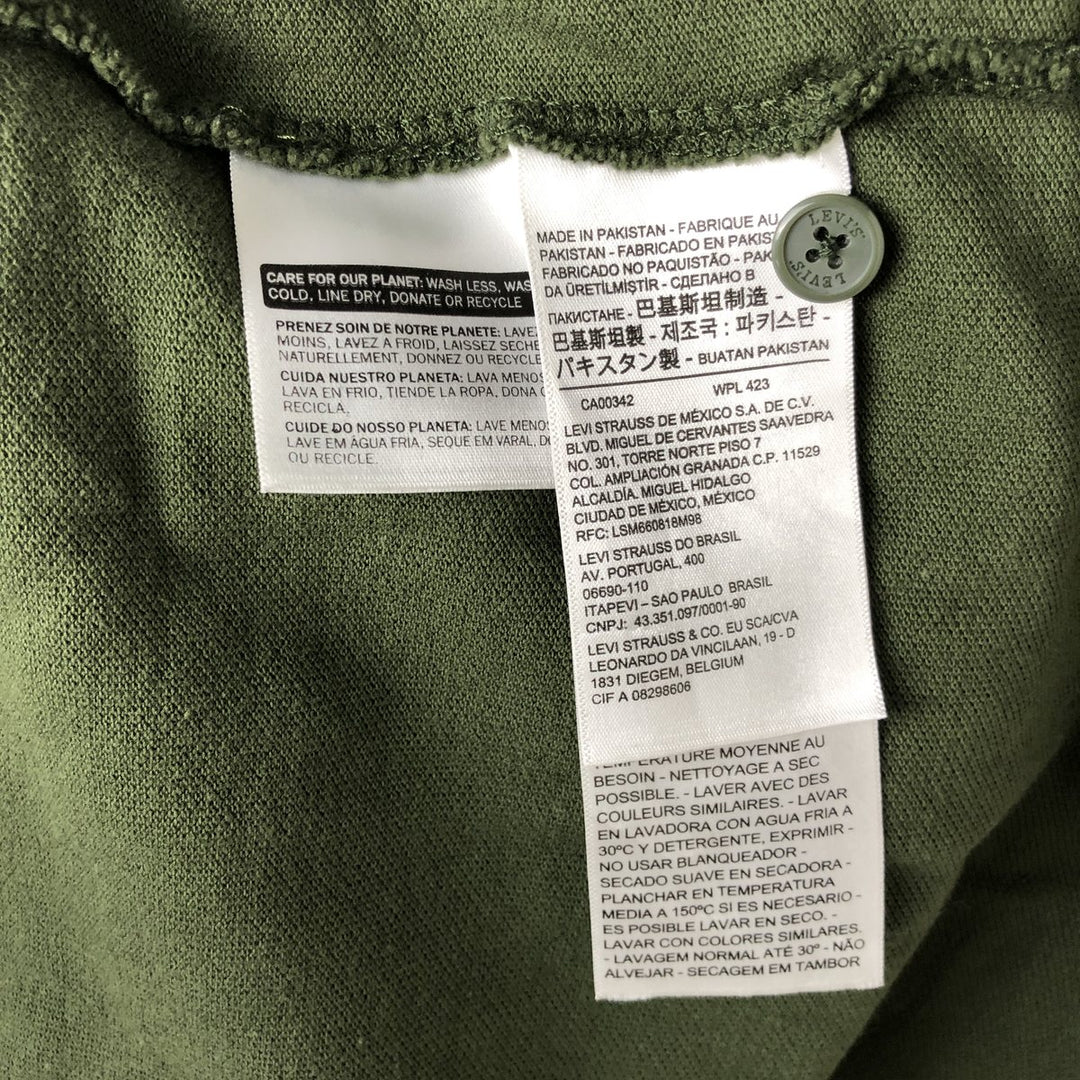 CARE FOR OUR PLANET: WASH LESS, WAS
COLD, LINE DRY, DONATE OR RECYCLE
PRENEZ SOIN DE NOTRE PLANETE: LAVEZ
MOINS, LAVEZ A FROID, LAISSEZ SECHE
NATURELLEMENT, DONNEZ OU RECYCLE
CUIDA NUESTRO PLANETA: LAVA MENOS
LAVA EN FRIO, TIENDE LA ROPA, DONA
RECICLA.
CUIDE DO NOSSO PLANETA: LAVE MENOS
LAVE EM ÁGUA FRIA, SEQUE EM VARAL,
OU RECICLE.
MADE IN PAKISTAN - FABRIQUE AU
PAKISTAN - FABRICADO EN PAKIS
FABRICADO NO PAQUISTÃO - PAK
DA ÜRETİLMİŞTİR - СДЕЛАНО В
ПАКИСТАНЕ - 巴基斯坦制造 -
巴基斯坦製 - 제조국 : 파키스탄 -
パキスタン製 - BUATAN PAKISTAN
CA00342 WPL 423
LEVI STRAUSS DE MÉXICO S.A. DE C.V.
BLVD. MIGUEL DE CERVANTES SAAVEDRA
NO. 301, TORRE NORTE PISO 7
COL. AMPLIACIÓN GRANADA C.P. 11529
ALCALDÍA. MIGUEL HIDALGO
CIUDAD DE MÉXICO, MÉXICO
RFC: LSM660818M98
LEVI STRAUSS DO BRASIL
AV. PORTUGAL, 400
06690-110
ITAPEVI – SAO PAULO BRASIL
CNPJ: 43.351.097/0001-90
LEVI STRAUSS & CO. EU SCA/CVA
LEONARDO DA VINCILAAN, 19 - D
1831 DIEGEM, BELGIUM
CIF A 08298606
TEMPERATURE MOYENNE AU
BESOIN - NETTOYAGE A SEC
POSSIBLE. - LAVER AVEC DES
COULEURS SIMILAIRES. - LAVAR
EN LAVADORA CON AGUA FRIA A
30ºC Y DETERGENTE, EXPRIMIR -
NO USAR BLANQUEADOR -
SECADO SUAVE EN SECADORA -
PLANCHAR EN TEMPERATURA
MEDIA A 150ºC SI ES NECESARIO -
ES POSIBLE LAVAR EN SECO. -
LAVAR CON COLORES SIMILARES.
- LAVAGEM NORMAL ATÉ 30º - NÃO
ALVEJAR - SECAGEM EM TAMBOR
LEVI'S
LEVI'S